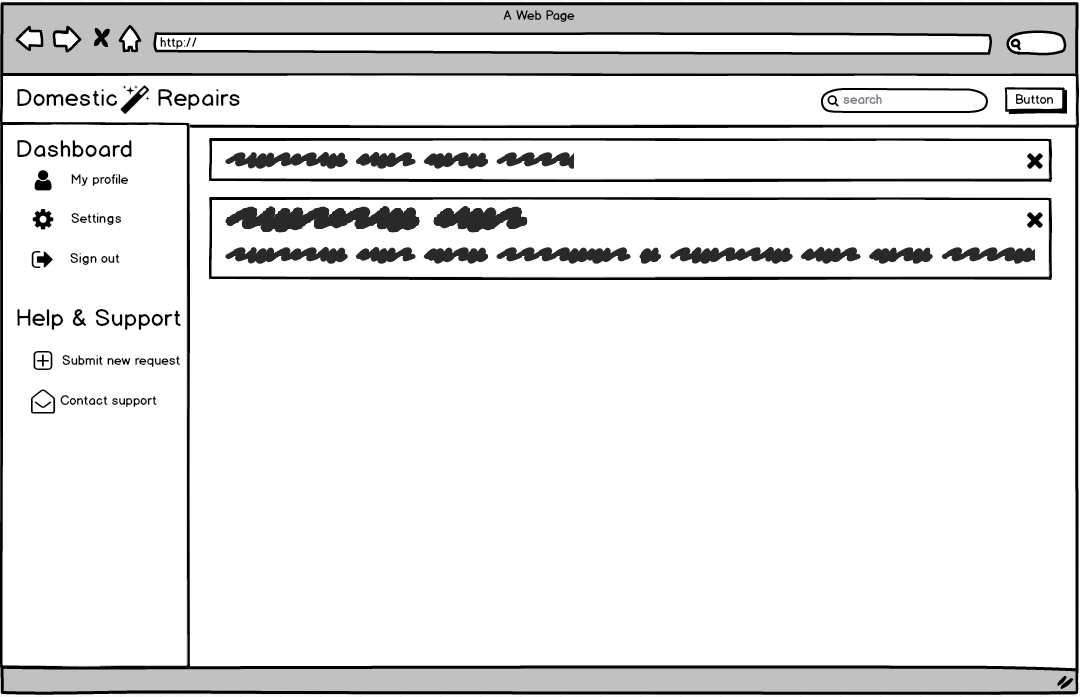 A Web Page
http://
Domestic Repairs
search
Button
Dashboard
My profile
Settings
Sign out
Help & Support
Submit new request
Contact support